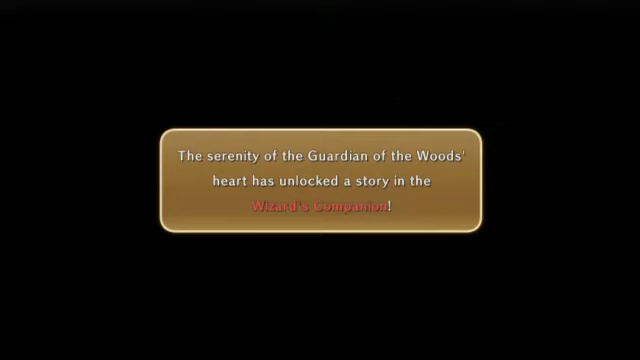 The serenity of the Guardian of the Woods'
heart has unlocked a story in the
Wizard's Companion!